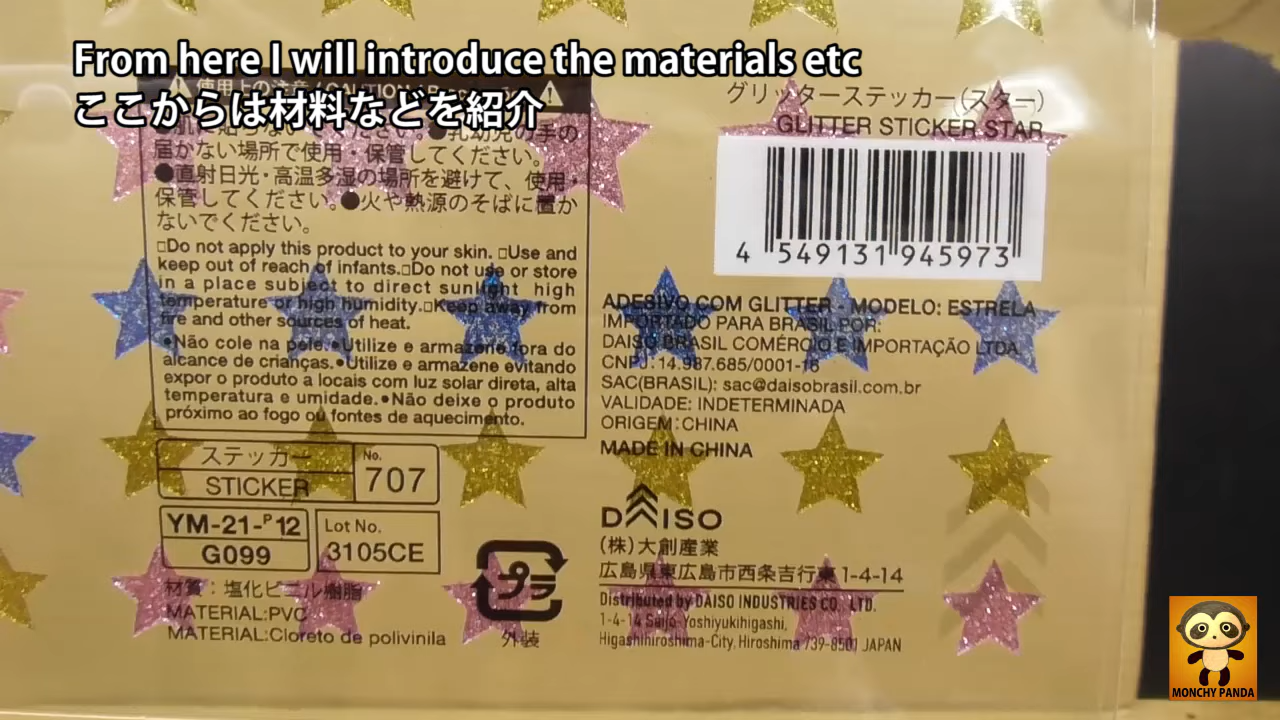 From here I will introduce the materials etc
ここからは材料などを紹介
届かない場所で使用・保管してください。
●直射日光・高温多湿の場所を避けて、使用・
保管してください。●火や熱源のそばに置か
ないでください。
□Do not apply this product to your skin. □Use and
keep out of reach of infants.□Do not use or store
in a place subject to direct sunlight high
temperature or high humidity.□Keep away from
fire and other sources of heat.
●Não cole na pele.●Utilize e armazene fora do
alcance de crianças.●Utilize e armazene evitando
expor o produto a locais com luz solar direta, alta
temperatura e umidade.●Não deixe o produto
próximo ao fogo ou fontes de aquecimento.
ステッカー
STICKER
No.
707
YM-21-P12
G099
Lot No.
3105CE
材質：塩化ビニル樹脂
MATERIAL:PVC
MATERIAL:Cloreto de polivinila
プラ
外装
グリッターステッカー(スター)
GLITTER STICKER STAR
4 549131 945973
ADESIVO COM GLITTER - MODELO: ESTRELA
IMPORTADO PARA BRASIL POR:
DAISO BRASIL COMÉRCIO E IMPORTAÇÃO LTDA
CNPJ:14.987.685/0001-18
SAC(BRASIL): sac@daisobrasil.com.br
VALIDADE: INDETERMINADA
ORIGEM:CHINA
MADE IN CHINA
DAISO
(株)大創産業
広島県東広島市西条吉行東1-4-14
Distributed by DAISO INDUSTRIES CO., LTD.
1-4-14 Saijo Yoshiyukihigashi,
Higashihiroshima-City, Hiroshima 739-8501 JAPAN
MONCHY PANDA